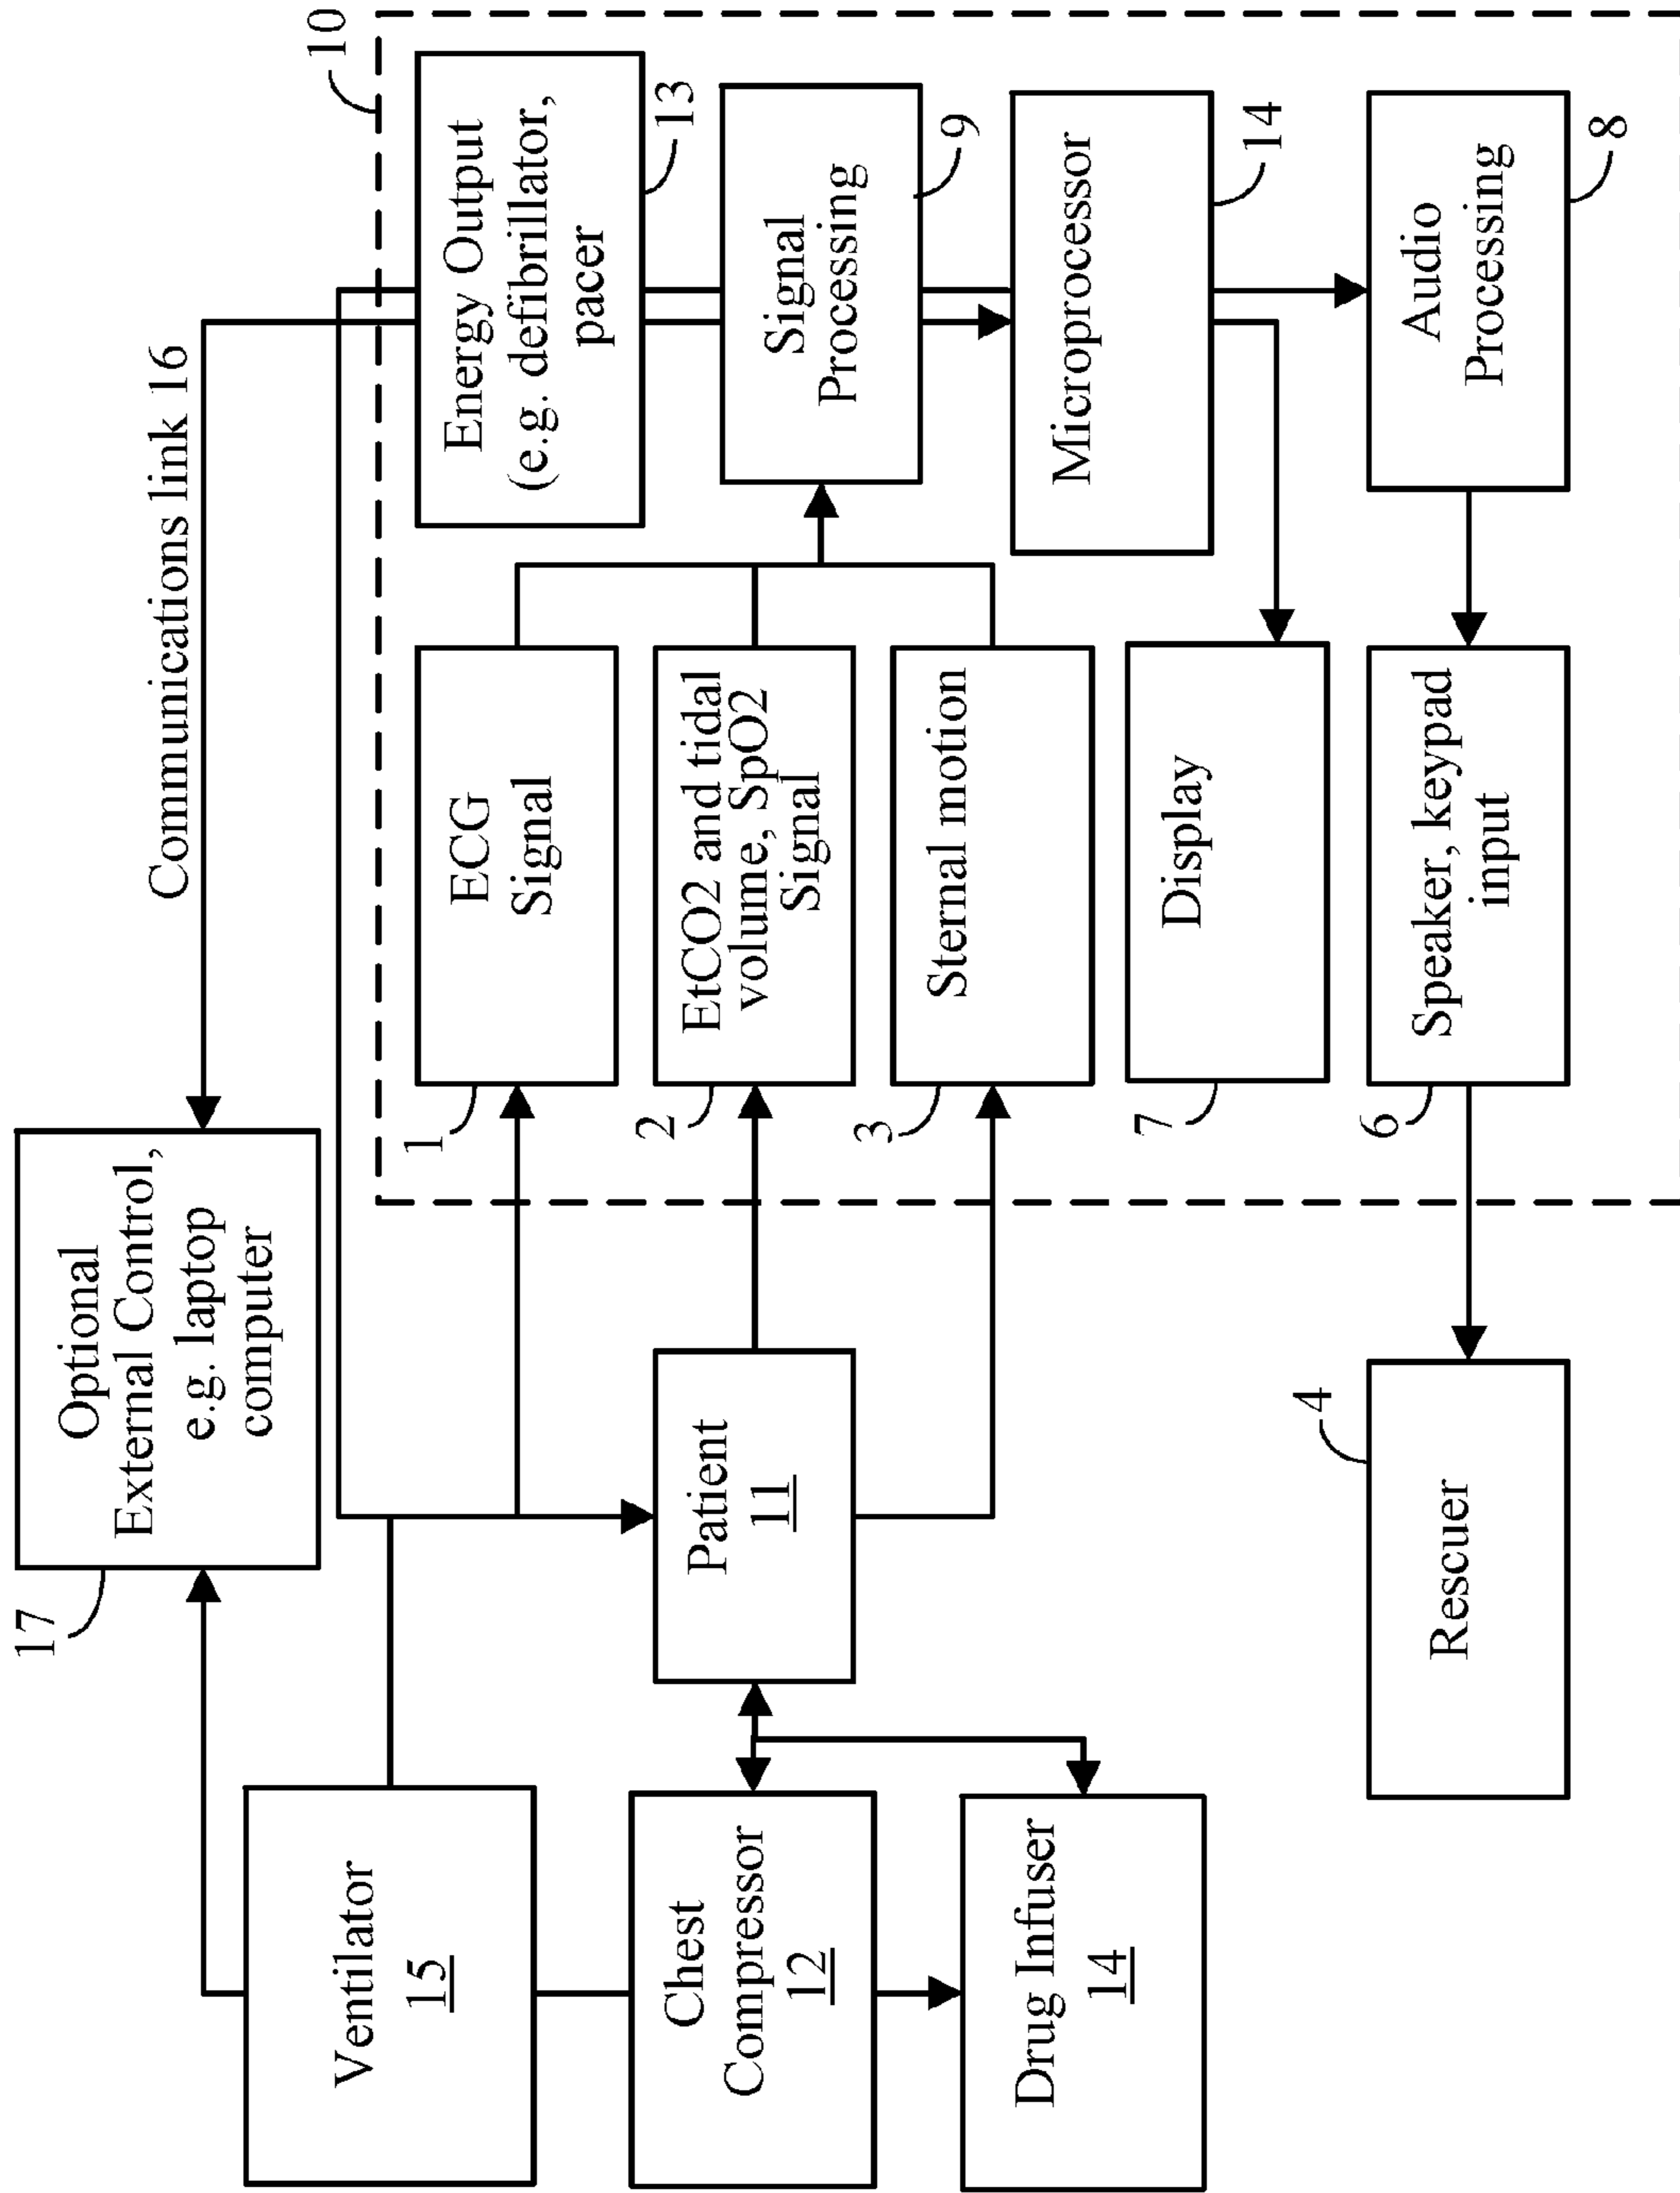 Ventilator
15
Chest
Compressor
12
Drug Infuser
14
17
Optional
External Control,
e.g. laptop
computer
Patient
11
4
Rescuer
Communications link 16
10
1
ECG
Signal
2
EtCO2 and tidal
volume, SpO2
Signal
3
Sternal motion
7
Display
6
Speaker, keypad
input
Energy Output
(e.g. defibrillator,
pacer
13
Signal
Processing
9
Microprocessor
14
Audio
Processing
8